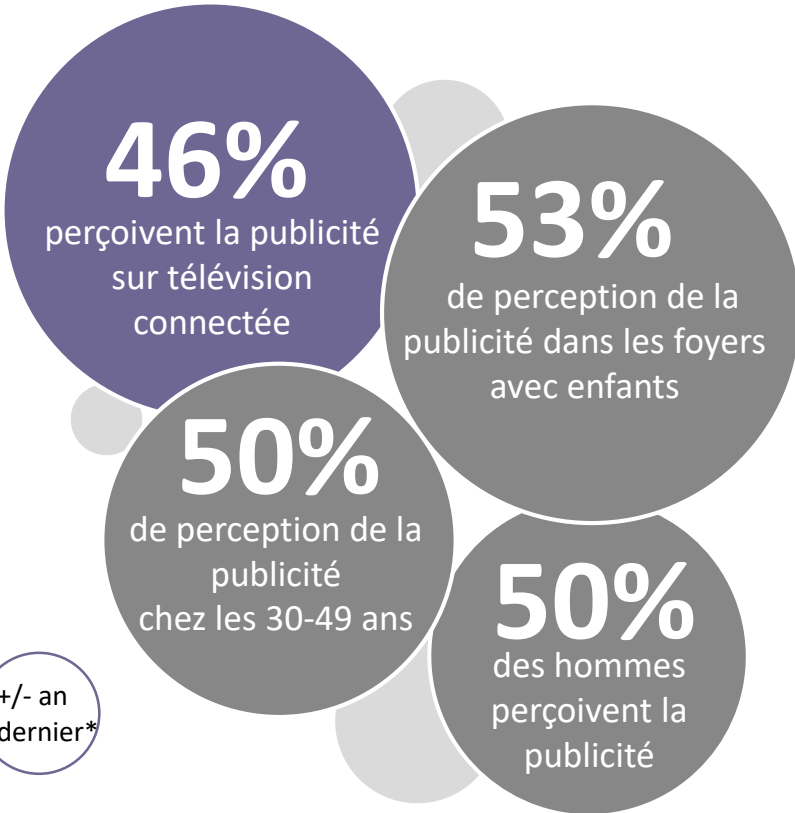 46%
perçoivent la publicité
sur télévision
connectée
53%
de perception de la
publicité dans les foyers
avec enfants
50%
de perception de la
publicité
chez les 30-49 ans
50%
des hommes
perçoivent la
publicité
+/- an
dernier*